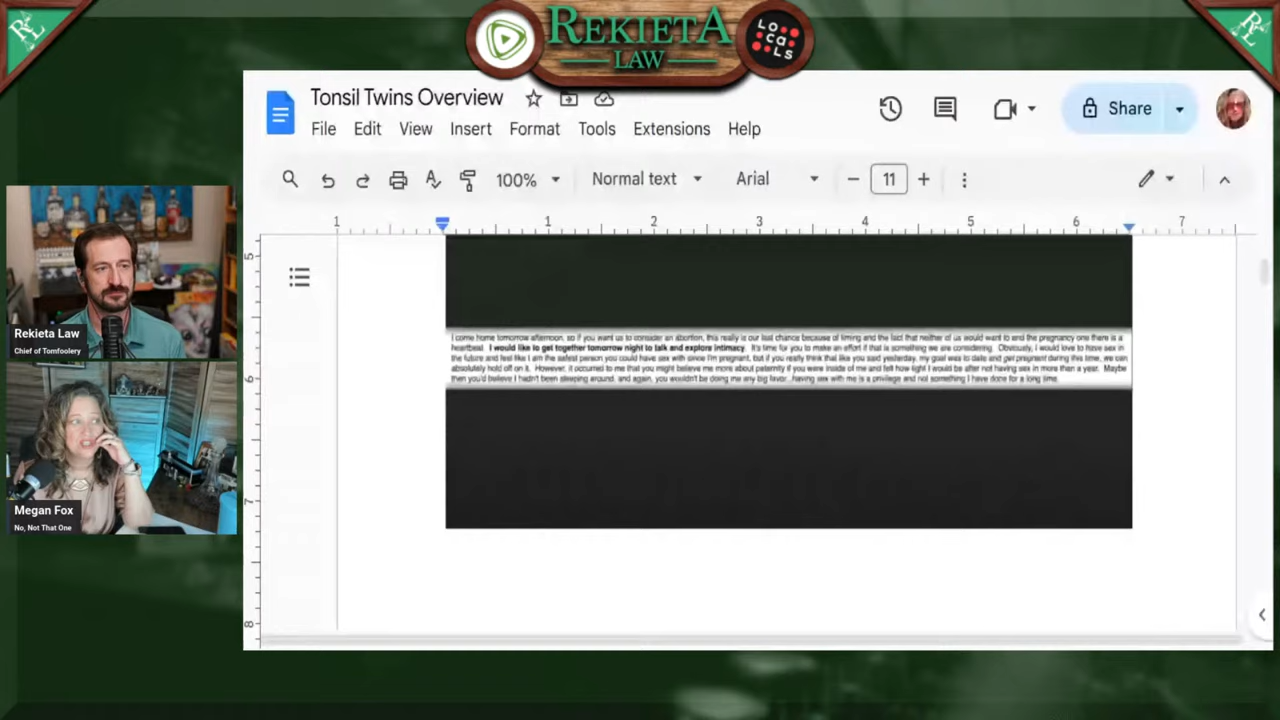 REKIETA
LAW
LOCALS
RL
RL
Tonsil Twins Overview
File Edit View Insert Format Tools Extensions Help
Share
100% Normal text Arial 11
1 1 2 3 4 5 6 7
5
6
7
8
I come home tomorrow afternoon, so if you want us to consider an abortion, this really is our last chance because of timing and the fact that neither of us would want to end the pregnancy one there is a
heartbeat. I would like to get together tomorrow night to talk and explore intimacy. It's time for you to make an effort if that is something we are considering. Obviously, I would love to have sex in
the future and feel like I am the safest person you could have sex with since I'm pregnant, but if you really think that like you said yesterday, my goal was to date and get pregnant during this time, we can
absolutely hold off on it. However, it occurred to me that you might believe me more about paternity if you were inside of me and felt how tight I would be after not having sex in more than a year. Maybe
then you'd believe I hadn't been sleeping around, and again, you wouldn't be doing me any big favor...having sex with me is a privilege and not something I have done for a long time.
Rekieta Law
Chief of Tomfoolery
Megan Fox
No, Not That One